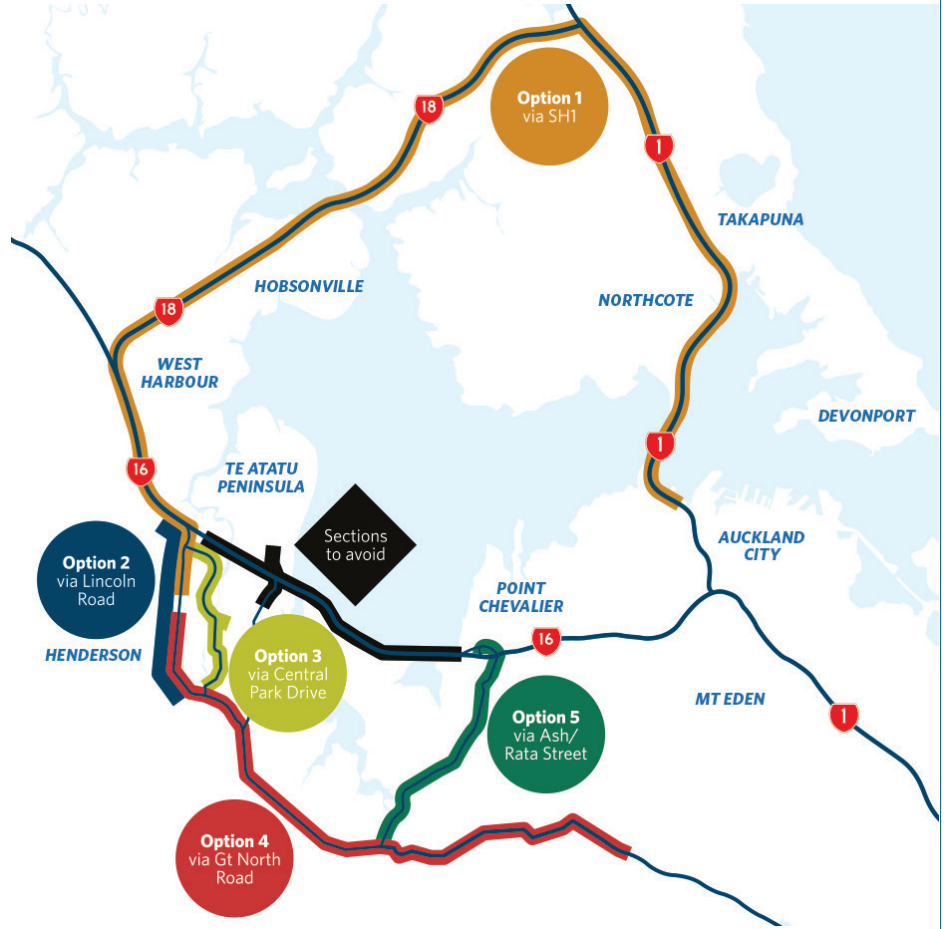 Option 1
via SH1
18
1
TAKAPUNA
HOBSONVILLE
NORTHCOTE
18
WEST
HARBOUR
DEVONPORT
1
16
TE ATATU
PENINSULA
Sections
to avoid
AUCKLAND
CITY
Option 2
via Lincoln
Road
POINT
CHEVALIER
16
HENDERSON
Option 3
via Central
Park Drive
MT EDEN
1
Option 5
via Ash/
Rata Street
Option 4
via Gt North
Road